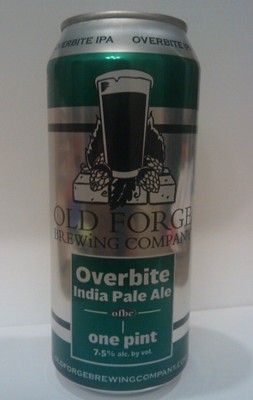 OVERBITE IPA OVERBITE IPA
OLD FORGE
BREWiNG COMPANY
Overbite
India Pale Ale
ofbc
one pint
7.5% alc. by vol.
OLDFORGEBREWINGCOMPANY.COM